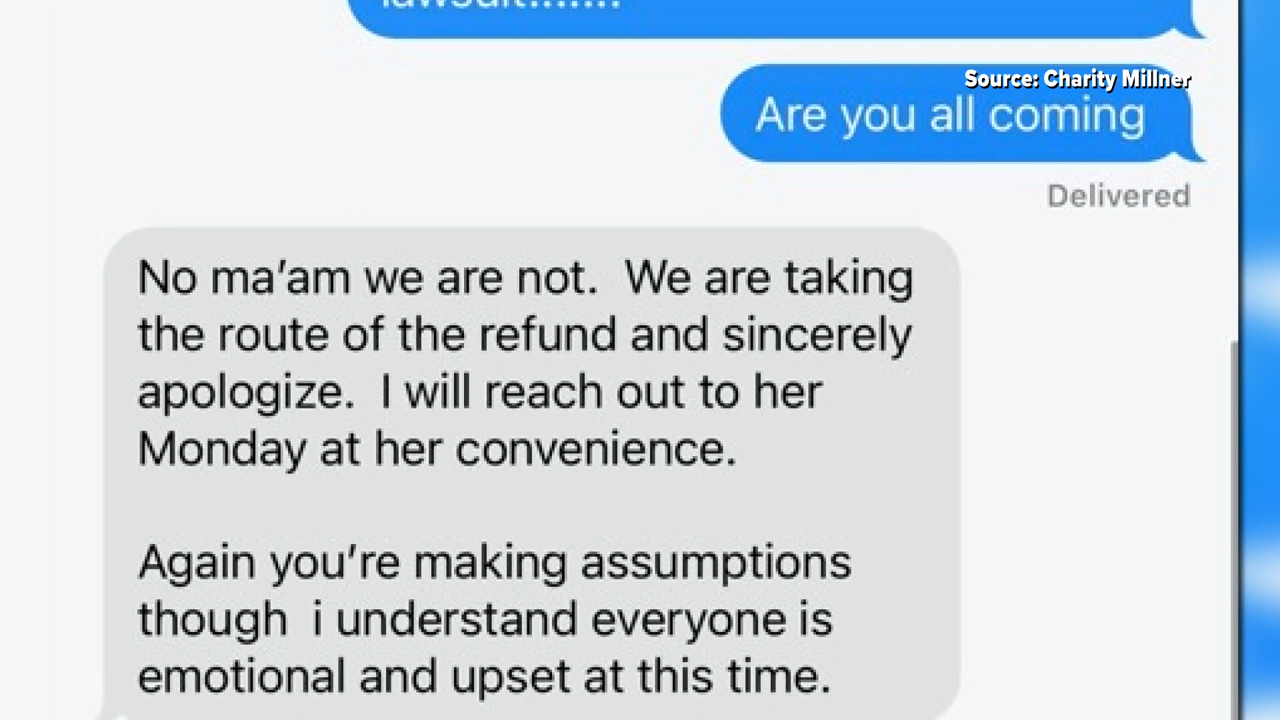 lawsuit.......
Source: Charity Millner
Are you all coming
Delivered
No ma’am we are not.  We are taking
the route of the refund and sincerely
apologize.  I will reach out to her
Monday at her convenience.
Again you’re making assumptions
though  i understand everyone is
emotional and upset at this time.